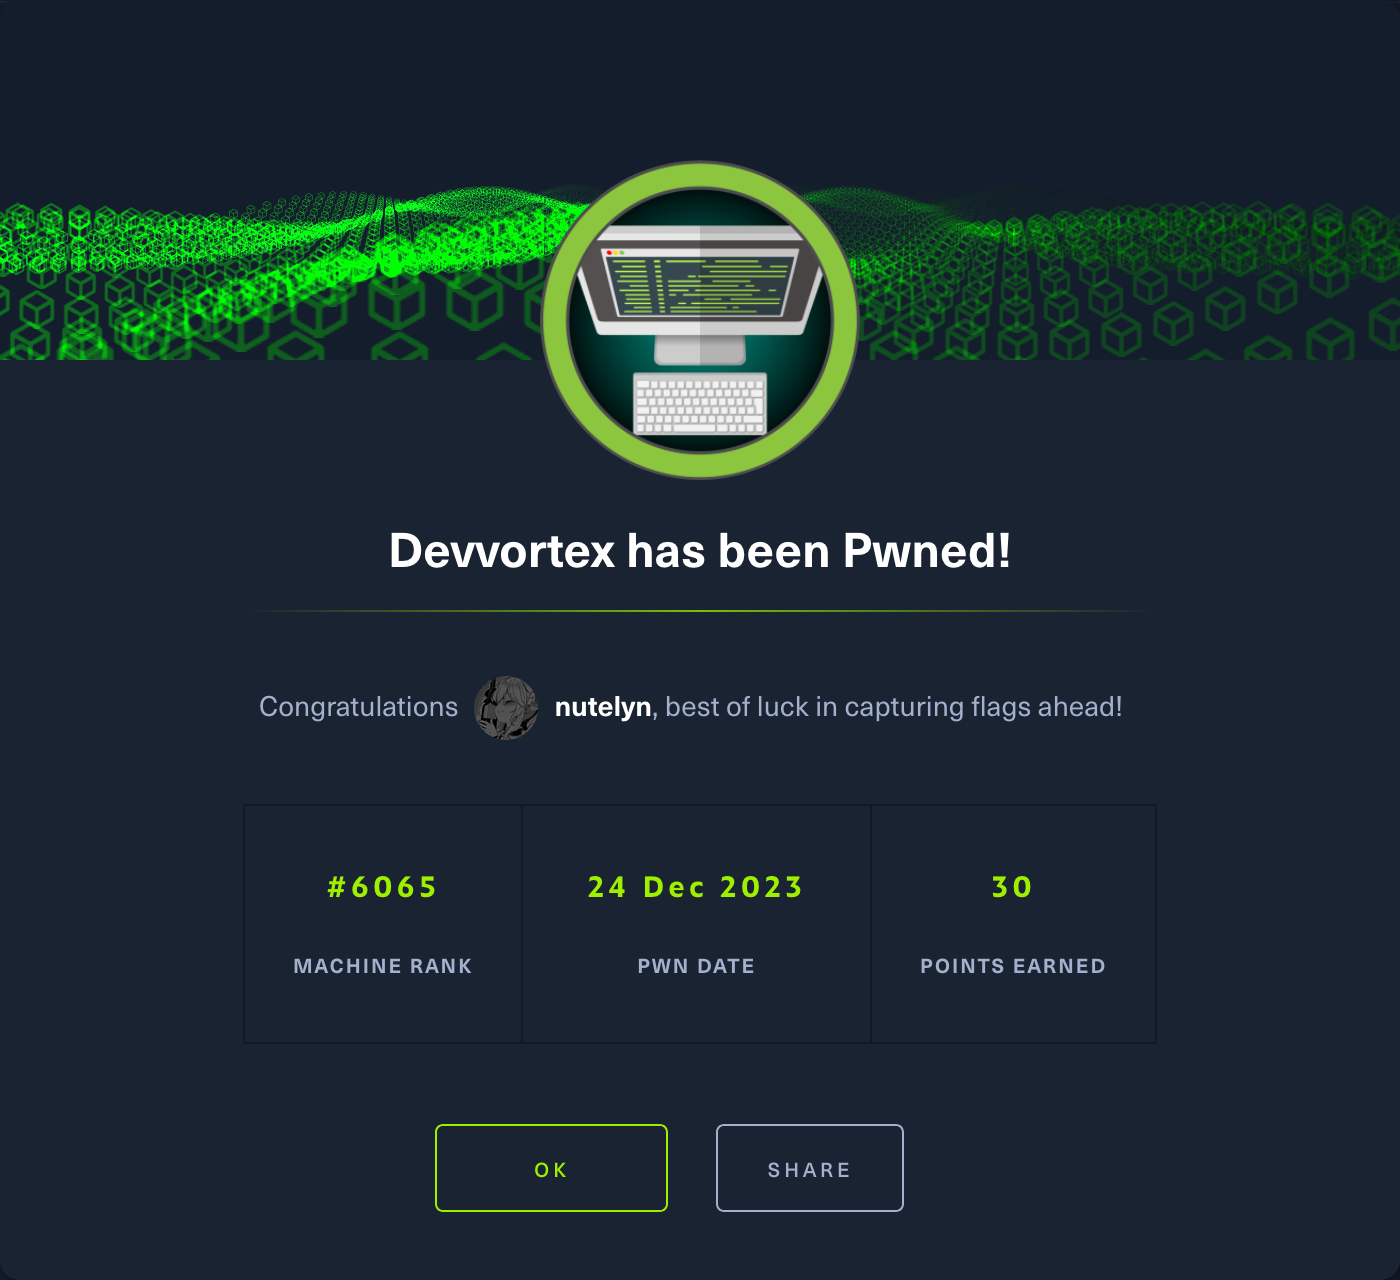 Devvortex has been Pwned!
Congratulations nutelyn, best of luck in capturing flags ahead!
#6065 24 Dec 2023 30
MACHINE RANK PWN DATE POINTS EARNED
OK SHARE